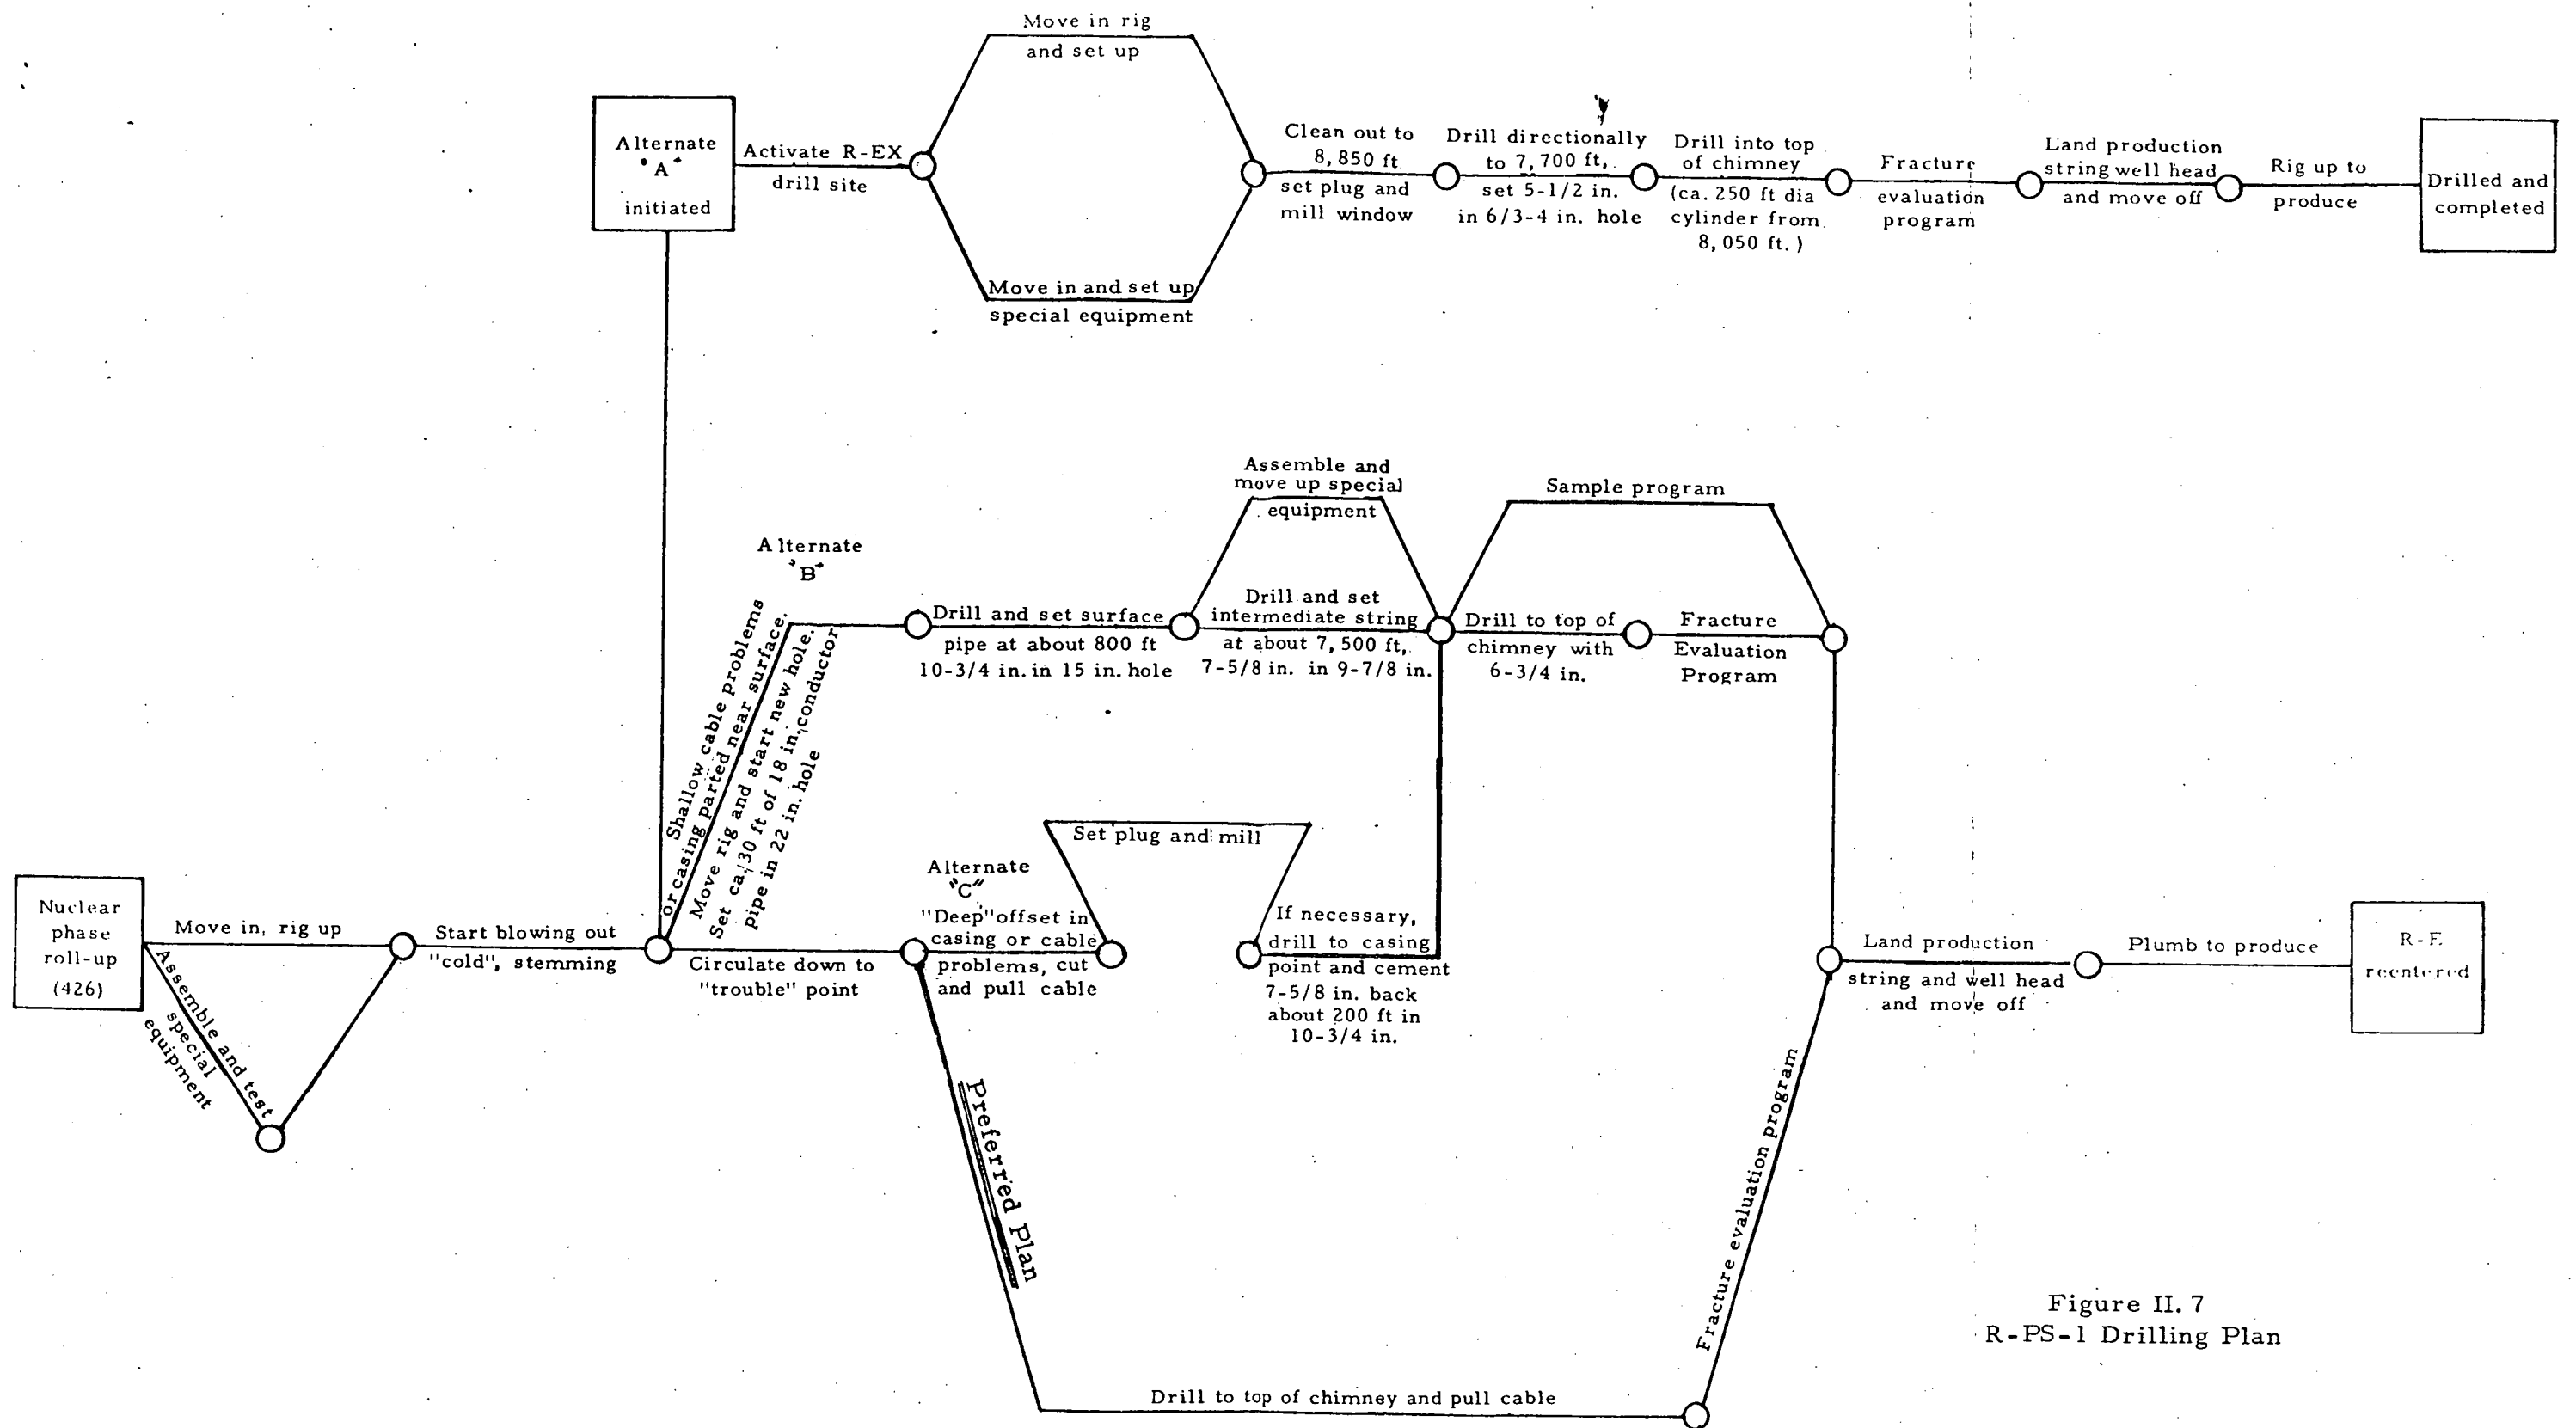 Move in rig
and set up
Alternate
"A"
initiated
Activate R-EX
drill site
Move in and set up
special equipment
Clean out to
8,850 ft
set plug and
mill window
Drill directionally
to 7,700 ft,
set 5-1/2 in.
in 6/3-4 in. hole
Drill into top
of chimney
(ca. 250 ft dia
cylinder from
8,050 ft.)
Fracture
evaluation
program
Land production
string well head
and move off
Rig up to
produce
Drilled and
completed
Alternate
"B"
Shallow cable problems
or casing parted near surface.
Move rig and start new hole.
Set ca. 30 ft of 18 in. conductor
pipe in 22 in. hole
Drill and set surface
pipe at about 800 ft
10-3/4 in. in 15 in. hole
Assemble and
move up special
equipment
Drill and set
intermediate string
at about 7,500 ft,
7-5/8 in. in 9-7/8 in.
Sample program
Drill to top of
chimney with
6-3/4 in.
Fracture
Evaluation
Program
Nuclear
phase
roll-up
(426)
Move in, rig up
Assemble and test
special
equipment
Start blowing out
"cold", stemming
Circulate down to
"trouble" point
Alternate
"C"
"Deep" offset in
casing or cable
problems, cut
and pull cable
Set plug and mill
If necessary,
drill to casing
point and cement
7-5/8 in. back
about 200 ft in
10-3/4 in.
Preferred Plan
Drill to top of chimney and pull cable
Fracture evaluation program
Land production
string and well head
and move off
Plumb to produce
R-E
reentered
Figure II. 7
R-PS-1 Drilling Plan